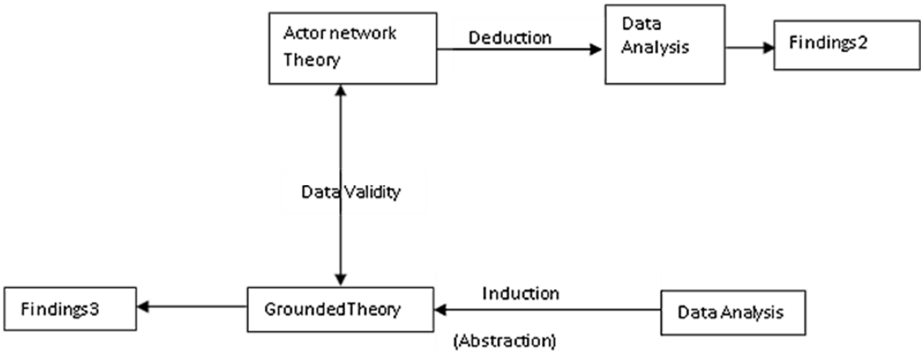 Actor network
Theory
Deduction
Data
Analysis
Findings2
Data Validity
Findings3
GroundedTheory
Induction
(Abstraction)
Data Analysis